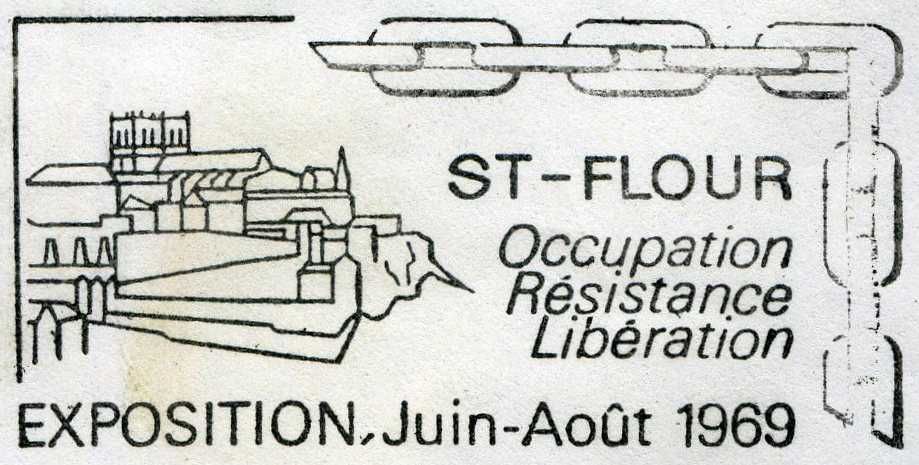 ST-FLOUR
Occupation
Résistance
Libération
EXPOSITION, Juin-Août 1969